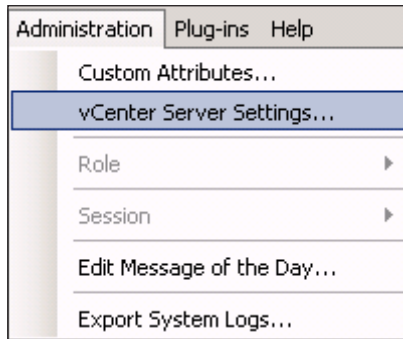 Administration Plug-ins Help
Custom Attributes...
vCenter Server Settings...
Role
Session
Edit Message of the Day...
Export System Logs...